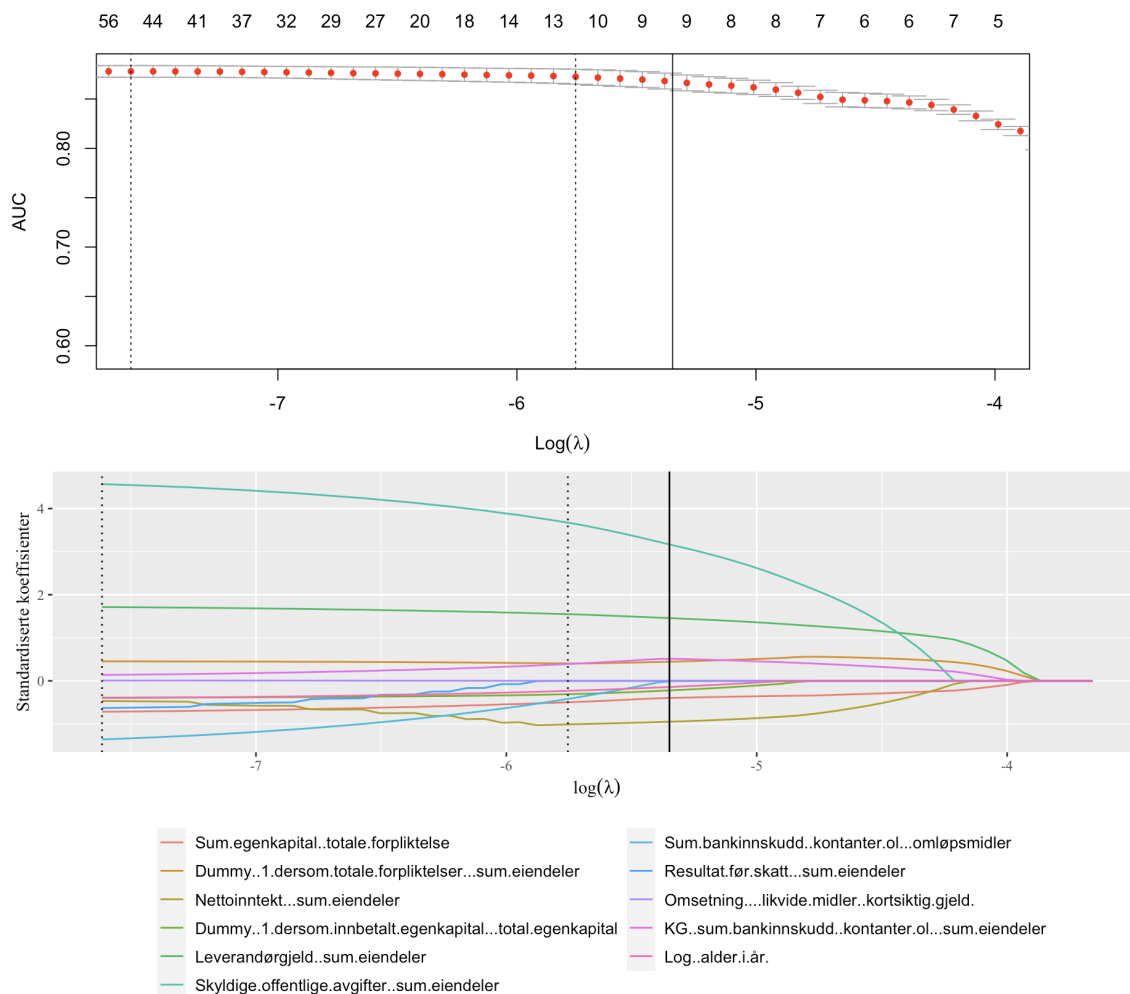 56 44 41 37 32 29 27 20 18 14 13 10 9 9 8 8 7 6 6 7 5
0.80
0.70
0.60
AUC
-7 -6 -5 -4
Log(λ)
4
2
0
Standardiserte koeffisienter
-7 -6 -5 -4
log(λ)
Sum.egenkapital..totale.forpliktelse
Dummy..1.dersom.totale.forpliktelser...sum.eiendeler
Nettoinntekt...sum.eiendeler
Dummy..1.dersom.innbetalt.egenkapital...total.egenkapital
Leverandørgjeld..sum.eiendeler
Skyldige.offentlige.avgifter..sum.eiendeler
Sum.bankinnskudd..kontanter.ol...omløpsmidler
Resultat.før.skatt...sum.eiendeler
Omsetning....likvide.midler..kortsiktig.gjeld.
KG..sum.bankinnskudd..kontanter.ol...sum.eiendeler
Log..alder.i.år.